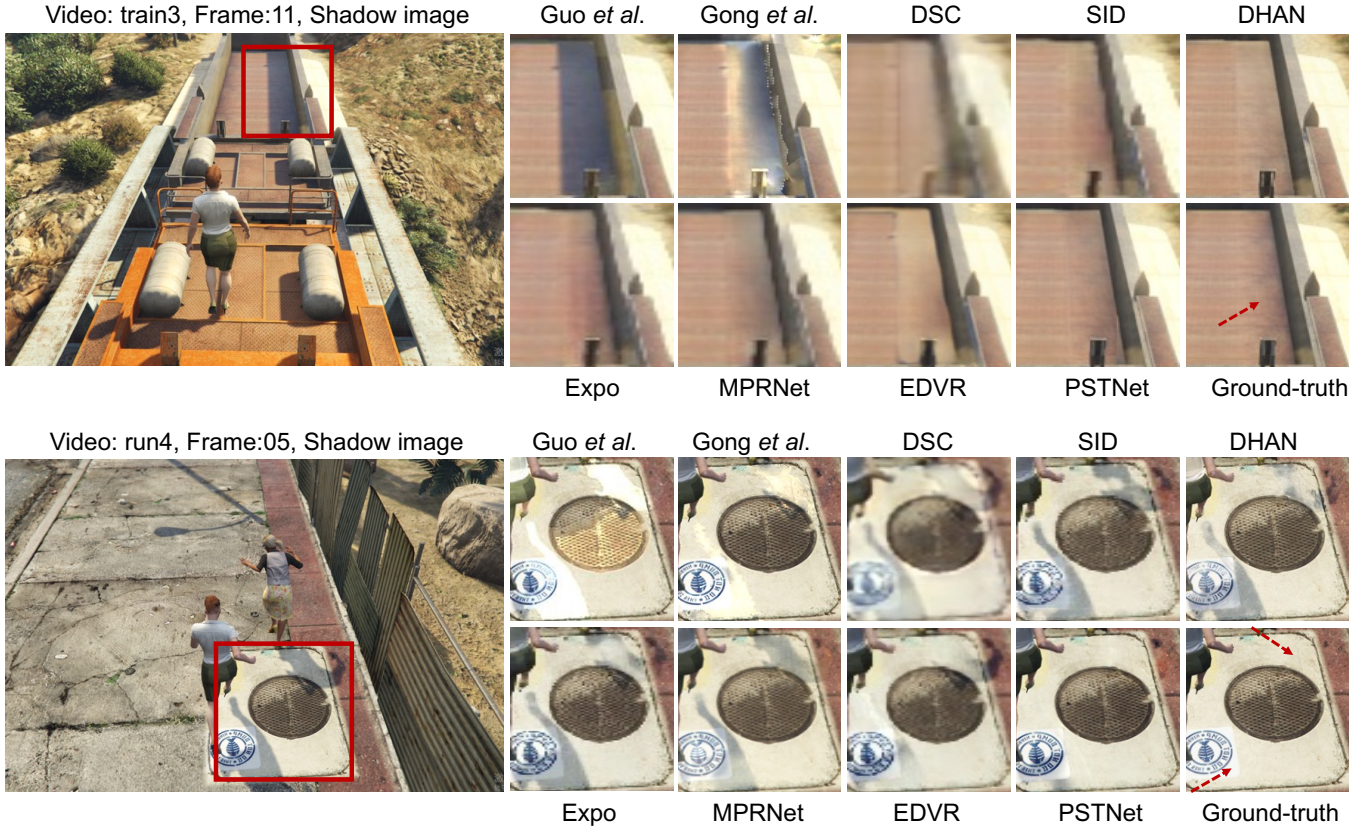 Video: train3, Frame:11, Shadow image
Guo et al.
Gong et al.
DSC
SID
DHAN
Expo
MPRNet
EDVR
PSTNet
Ground-truth
Video: run4, Frame:05, Shadow image
Guo et al.
Gong et al.
DSC
SID
DHAN
Expo
MPRNet
EDVR
PSTNet
Ground-truth